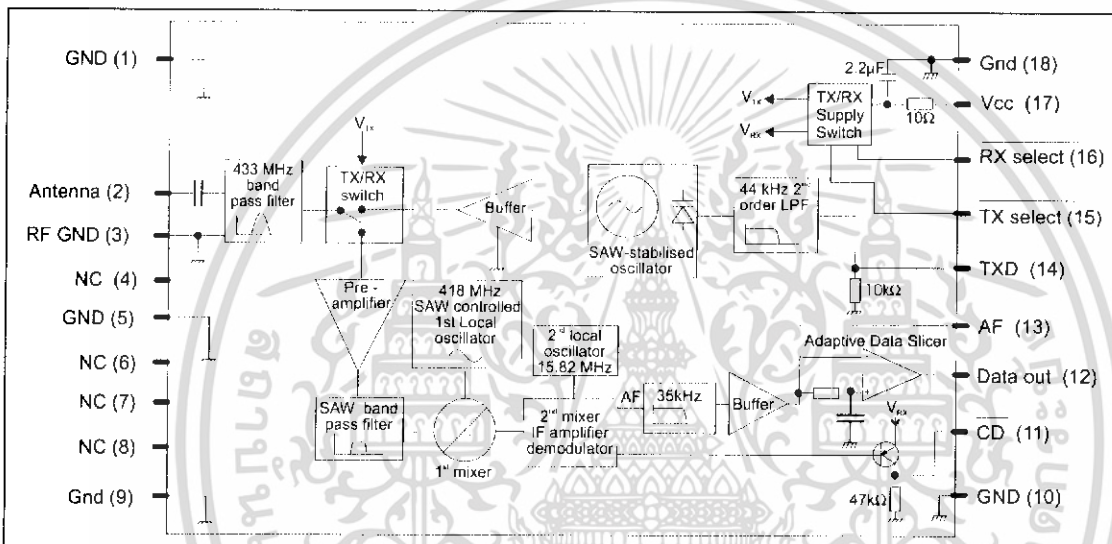 GND (1)
Antenna (2)
RF GND (3)
NC (4)
GND (5)
NC (6)
NC (7)
NC (8)
Gnd (9)
433 MHz
band
pass filter
TX/RX
switch
Buffer
SAW-stabilised
oscillator
44 kHz 2nd
order LPF
TX/RX
Supply
Switch
2.2µF
10Ω
Pre-
amplifier
418 MHz
SAW controlled
1st Local
oscillator
2nd local
oscillator
15.82 MHz
SAW band
pass filter
1st mixer
2nd mixer
IF amplifier
demodulator
AF
35kHz
Buffer
Adaptive Data Slicer
10kΩ
47kΩ
VTX
VRX
VTX
VRX
Gnd (18)
Vcc (17)
RX select (16)
TX select (15)
TXD (14)
AF (13)
Data out (12)
CD (11)
GND (10)